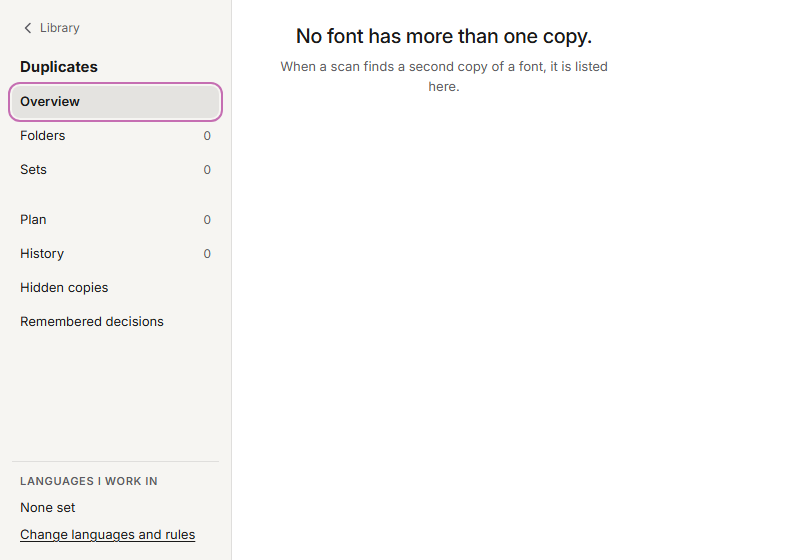 Library
Duplicates
Overview
Folders 0
Sets 0
Plan 0
History 0
Hidden copies
Remembered decisions
LANGUAGES I WORK IN
None set
Change languages and rules
No font has more than one copy.
When a scan finds a second copy of a font, it is listed
here.